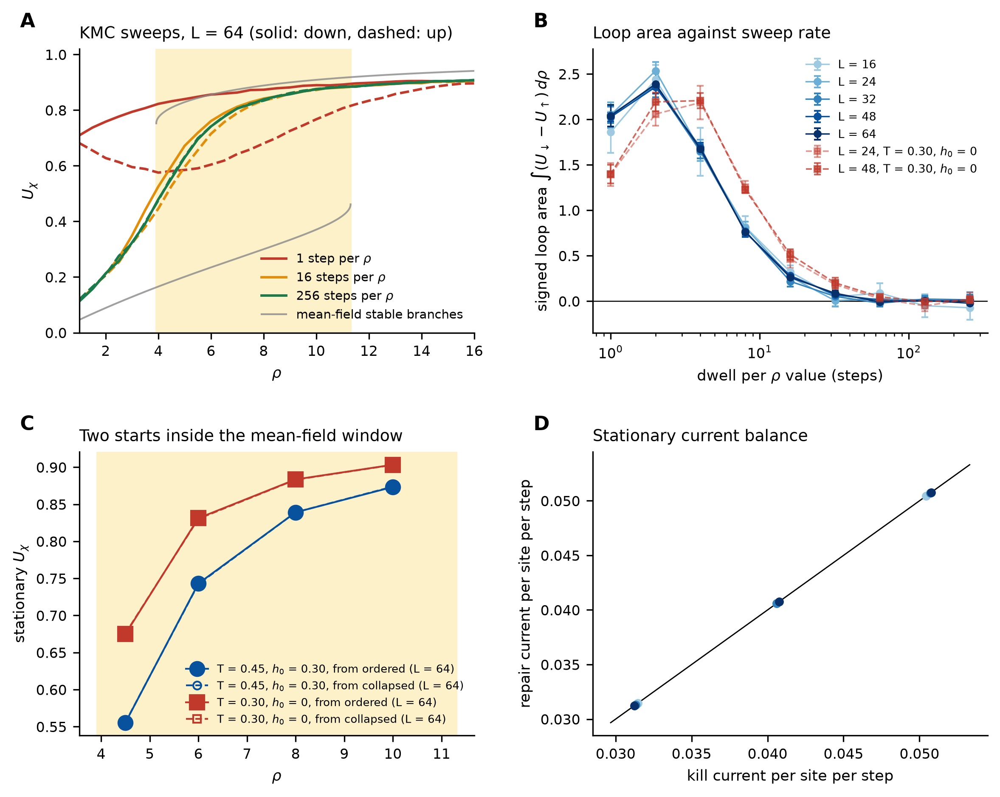 A
KMC sweeps, L = 64 (solid: down, dashed: up)
1.0
0.8
0.6
0.4
0.2
0.0
U_χ
1 step per ρ
16 steps per ρ
256 steps per ρ
mean-field stable branches
2 4 6 8 10 12 14 16
ρ
B
Loop area against sweep rate
2.5
2.0
1.5
1.0
0.5
0.0
signed loop area ∫(U_↓ − U_↑) dρ
L = 16
L = 24
L = 32
L = 48
L = 64
L = 24, T = 0.30, h₀ = 0
L = 48, T = 0.30, h₀ = 0
10⁰ 10¹ 10²
dwell per ρ value (steps)
C
Two starts inside the mean-field window
0.90
0.85
0.80
0.75
0.70
0.65
0.60
0.55
stationary U_χ
T = 0.45, h₀ = 0.30, from ordered (L = 64)
T = 0.45, h₀ = 0.30, from collapsed (L = 64)
T = 0.30, h₀ = 0, from ordered (L = 64)
T = 0.30, h₀ = 0, from collapsed (L = 64)
4 5 6 7 8 9 10 11
ρ
D
Stationary current balance
0.050
0.045
0.040
0.035
0.030
repair current per site per step
0.030 0.035 0.040 0.045 0.050
kill current per site per step